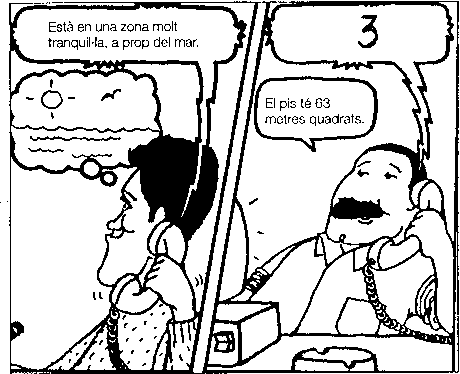 Està en una zona molt
tranquil·la, a prop del mar.
3
El pis té 63
metres quadrats.